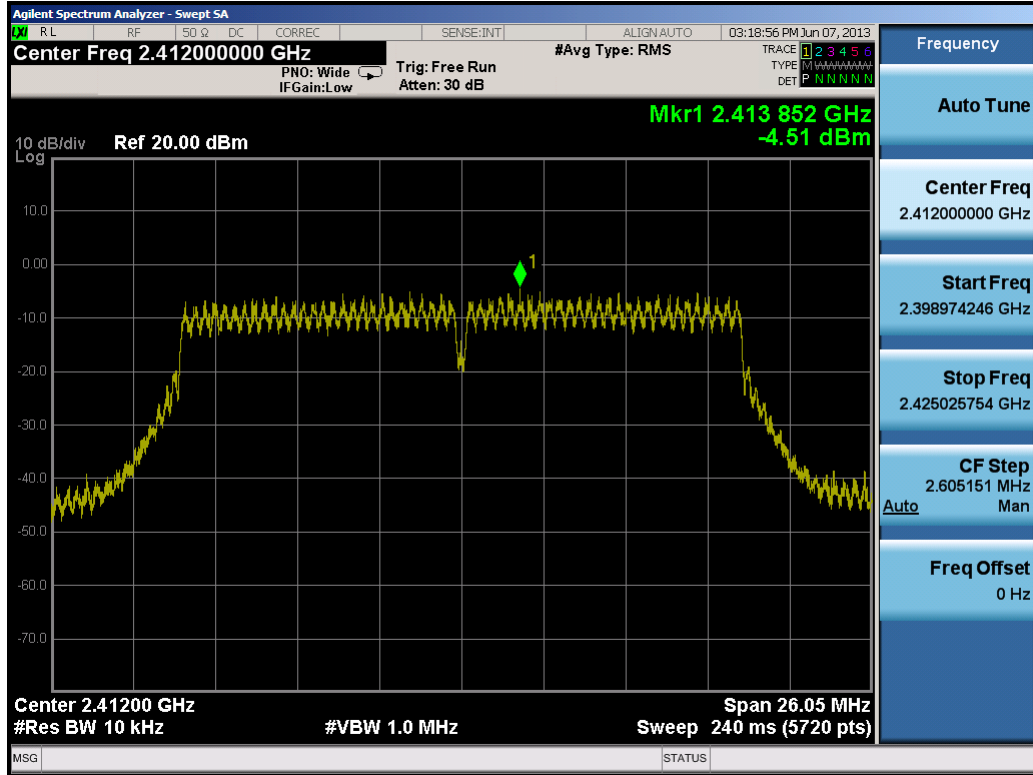 Agilent Spectrum Analyzer - Swept SA
LXI RL RF 50 Ω DC CORREC SENSE:INT ALIGN AUTO 03:18:56 PM Jun 07, 2013
Center Freq 2.412000000 GHz
#Avg Type: RMS
TRACE 1 2 3 4 5 6
PNO: Wide
Trig: Free Run
TYPE M WWWWW
IFGain:Low
Atten: 30 dB
DET P N N N N N
Mkr1 2.413 852 GHz
-4.51 dBm
10 dB/div
Log
Ref 20.00 dBm
10.0
0.00
-10.0
-20.0
-30.0
-40.0
-50.0
-60.0
-70.0
1
Center 2.41200 GHz
Span 26.05 MHz
#Res BW 10 kHz
#VBW 1.0 MHz
Sweep 240 ms (5720 pts)
MSG
STATUS
Frequency
Auto Tune
Center Freq
2.412000000 GHz
Start Freq
2.398974246 GHz
Stop Freq
2.425025754 GHz
CF Step
2.605151 MHz
Auto Man
Freq Offset
0 Hz